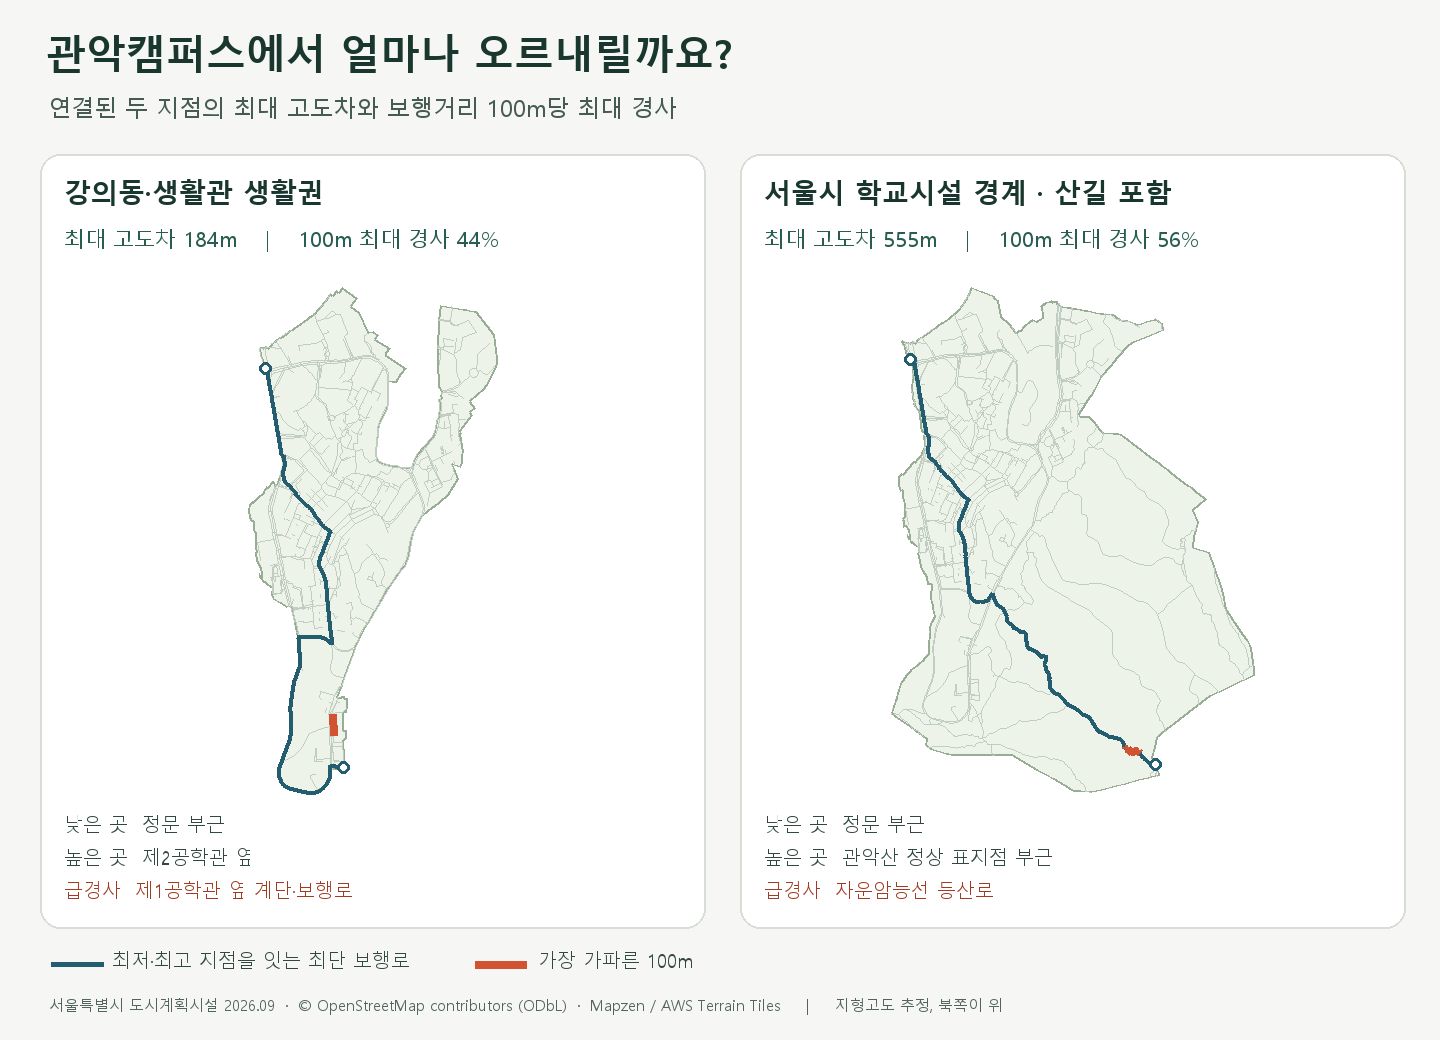 관악캠퍼스에서 얼마나 오르내릴까요?
연결된 두 지점의 최대 고도차와 보행거리 100m당 최대 경사
강의동·생활관 생활권
최대 고도차 184m | 100m 최대 경사 44%
낮은 곳 정문 부근
높은 곳 제2공학관 옆
급경사 제1공학관 옆 계단·보행로
서울시 학교시설 경계 · 산길 포함
최대 고도차 555m | 100m 최대 경사 56%
낮은 곳 정문 부근
높은 곳 관악산 정상 표지점 부근
급경사 자운암능선 등산로
최저·최고 지점을 잇는 최단 보행로
가장 가파른 100m
서울특별시 도시계획시설 2026.09 · © OpenStreetMap contributors (ODbL) · Mapzen / AWS Terrain Tiles | 지형고도 추정, 북쪽이 위